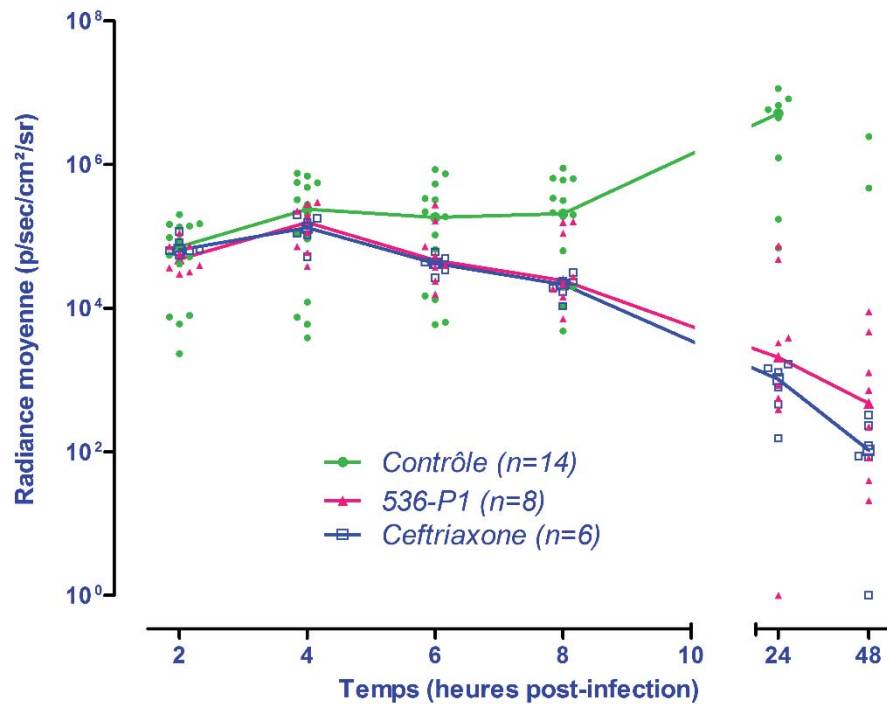 Radiance moyenne (p/sec/cm²/sr)
10⁸
10⁶
10⁴
10²
10⁰
Contrôle (n=14)
536-P1 (n=8)
Ceftriaxone (n=6)
2 4 6 8 10 24 48
Temps (heures post-infection)